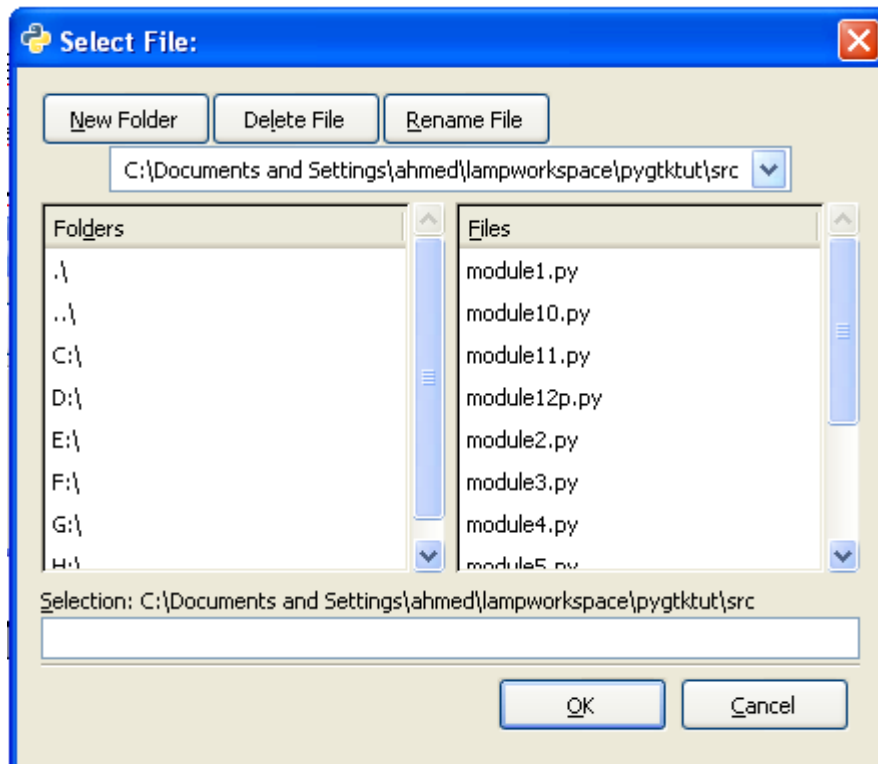 Select File:
New Folder Delete File Rename File
C:\Documents and Settings\ahmed\lampworkspace\pygtktut\src
Folders
.\
..\
C:\
D:\
E:\
F:\
G:\
H:\
Files
module1.py
module10.py
module11.py
module12p.py
module2.py
module3.py
module4.py
module5.py
Selection: C:\Documents and Settings\ahmed\lampworkspace\pygtktut\src
OK Cancel